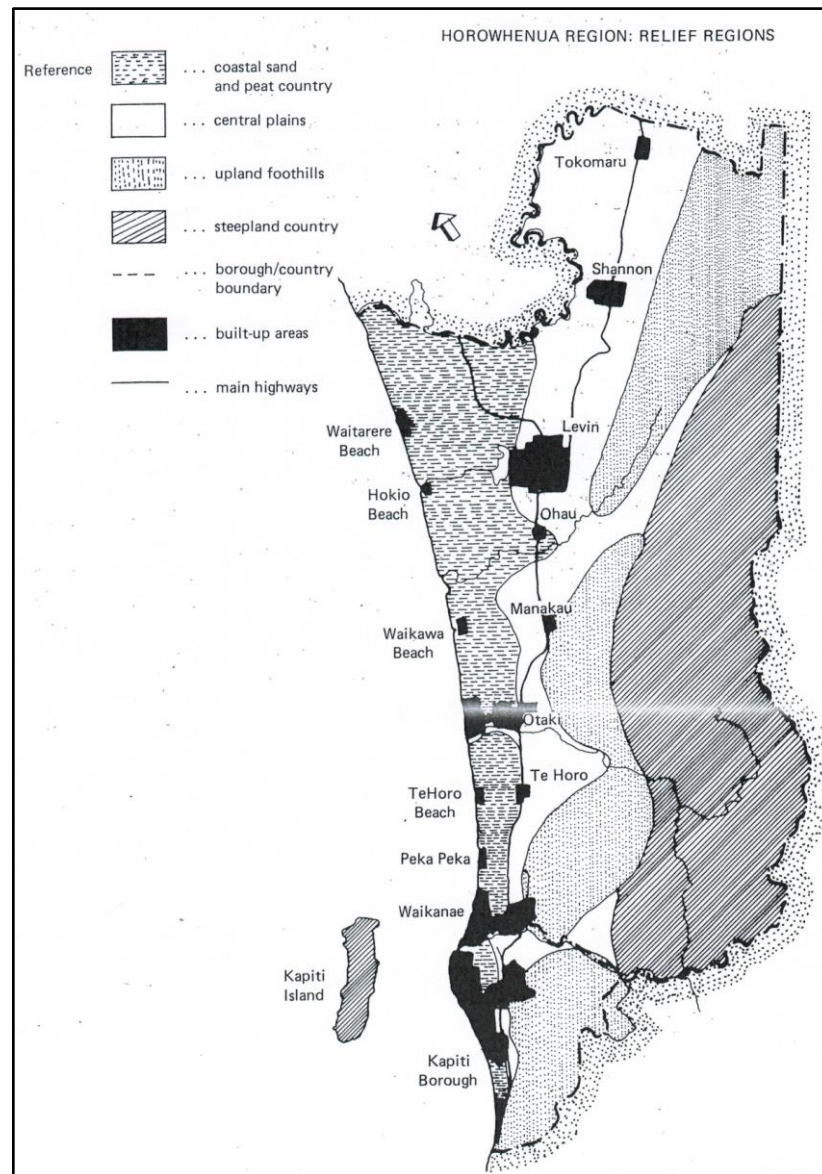 HOROWHENUA REGION: RELIEF REGIONS
Reference
... coastal sand
and peat country
... central plains
... upland foothills
... steepland country
... borough/country
boundary
... built-up areas
... main highways
Tokomaru
Shannon
Levin
Waitarere
Beach
Hokio
Beach
Ohau
Manakau
Waikawa
Beach
Otaki
Te Horo
TeHoro
Beach
Peka Peka
Waikanae
Kapiti
Island
Kapiti
Borough